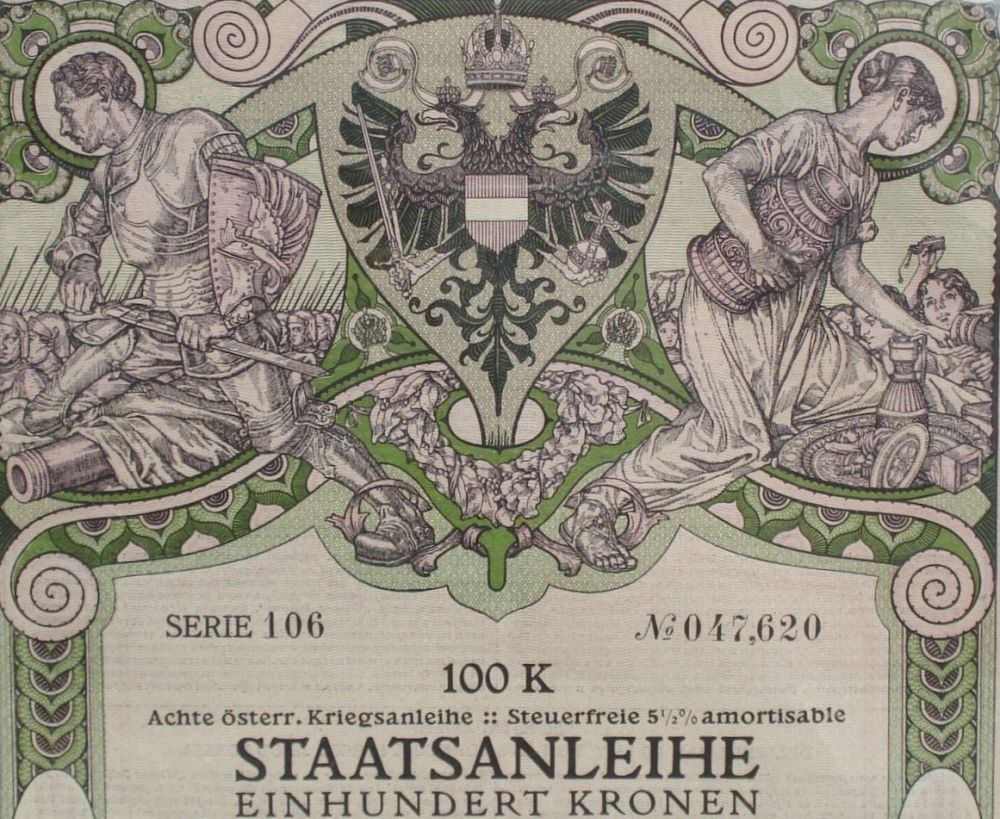 SERIE 106
№ 047,620
100 K
Achte österr. Kriegsanleihe :: Steuerfreie 5½% amortisable
STAATSANLEIHE
EINHUNDERT KRONEN